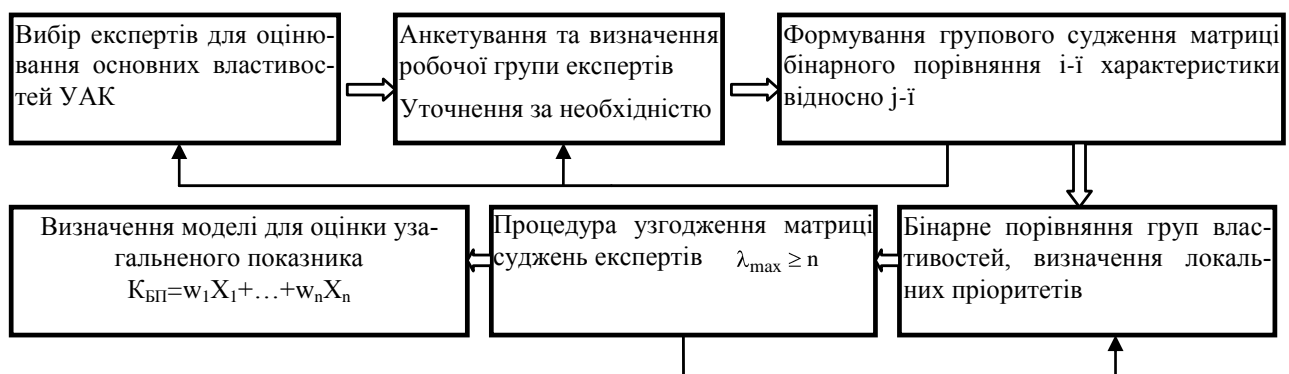 Вибір експертів для оціню-
вання основних властивос-
тей УАК
Анкетування та визначення
робочої групи експертів
Уточнення за необхідністю
Формування групового судження матриці
бінарного порівняння і-ї характеристики
відносно j-ї
Визначення моделі для оцінки уза-
гальненого показника
К_БП=w₁X₁+…+wₙXₙ
Процедура узгодження матриці
суджень експертів λ_max ≥ n
Бінарне порівняння груп влас-
тивостей, визначення локаль-
них пріоритетів